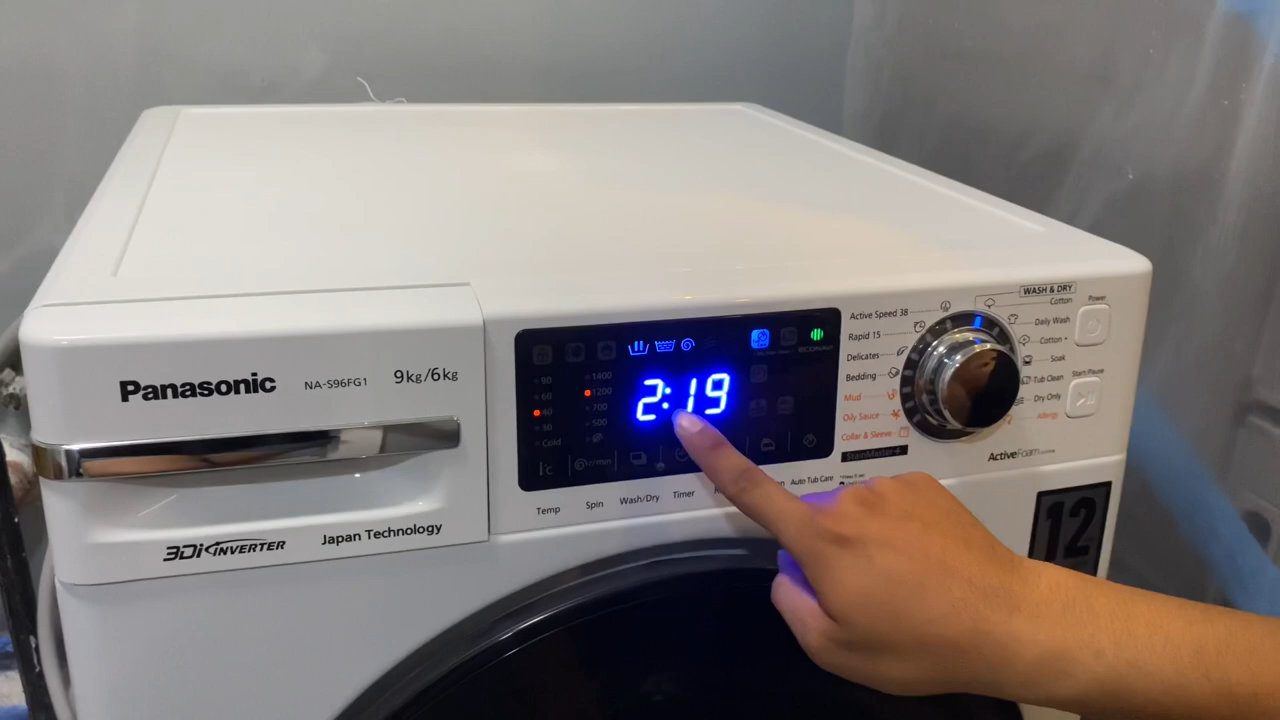 Panasonic
NA-S96FG1
9kg/6kg
3Di INVERTER
Japan Technology
90
60
40
30
Cold
1400
1200
700
500
°C
r/min
2:19
ECONAVI
Temp
Spin
Wash/Dry
Timer
Auto Tub Care
Active Speed 38
Rapid 15
Delicates
Bedding
Mud
Oily Sauce
Collar & Sleeve
StainMaster+
WASH & DRY
Cotton
Daily Wash
Cotton +
Soak
Tub Clean
Dry Only
Allergy
Power
Start/Pause
ActiveFoam SYSTEM
12